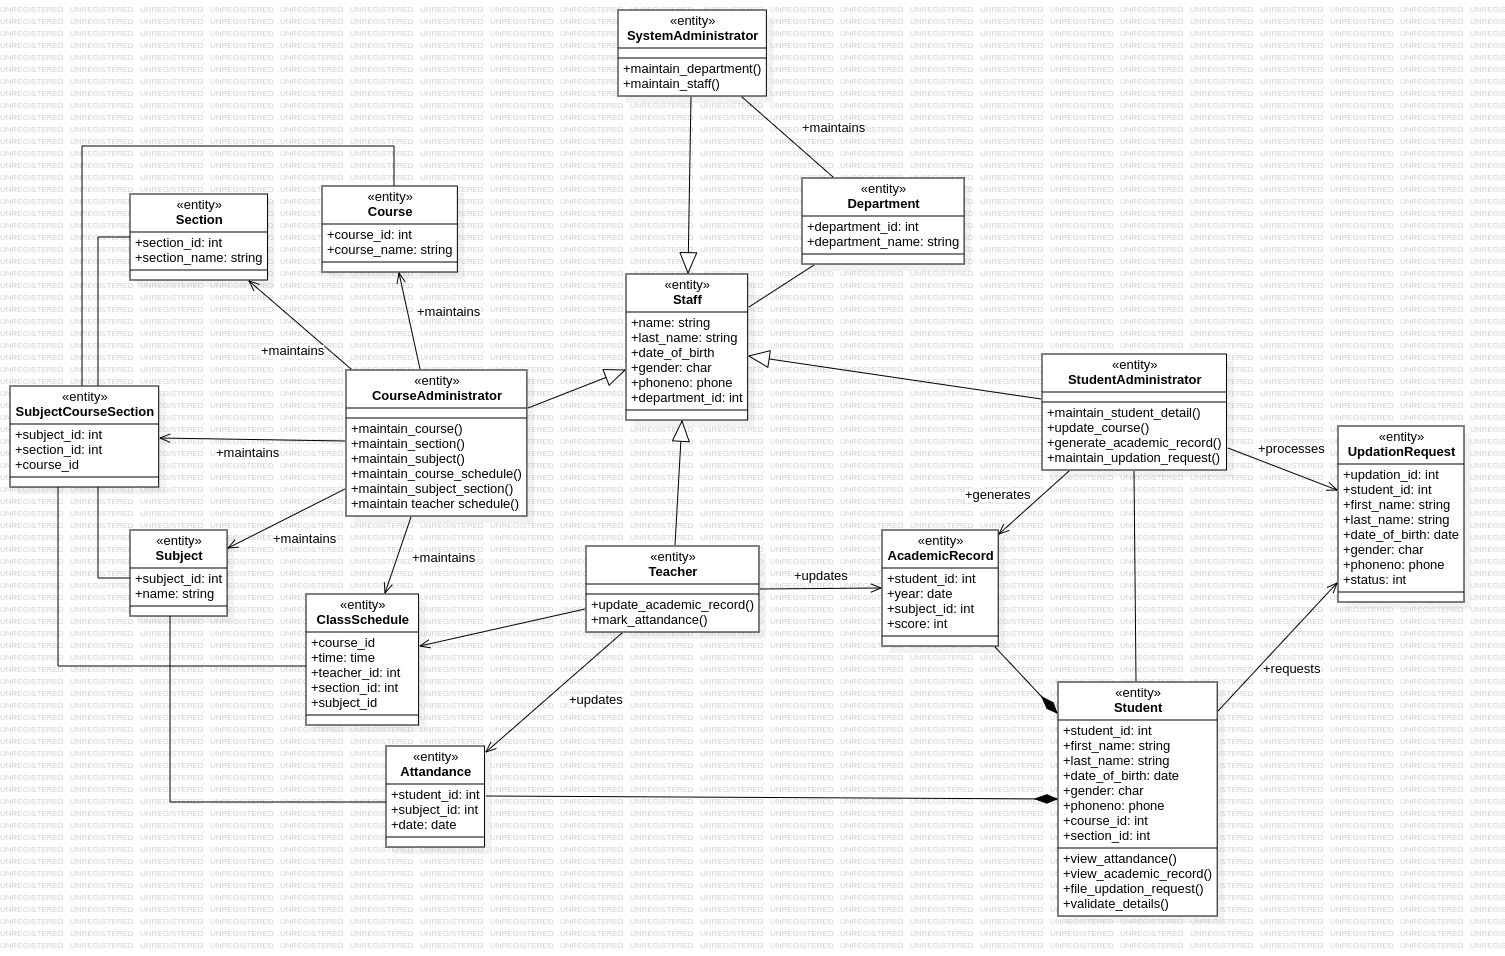 «entity»
SystemAdministrator
+maintain_department()
+maintain_staff()
+maintains
«entity»
Department
+department_id: int
+department_name: string
«entity»
Section
+section_id: int
+section_name: string
«entity»
Course
+course_id: int
+course_name: string
+maintains
+maintains
«entity»
Staff
+name: string
+last_name: string
+date_of_birth
+gender: char
+phoneno: phone
+department_id: int
«entity»
StudentAdministrator
+maintain_student_detail()
+update_course()
+generate_academic_record()
+maintain_updation_request()
«entity»
CourseAdministrator
+maintain_course()
+maintain_section()
+maintain_subject()
+maintain_course_schedule()
+maintain_subject_section()
+maintain teacher schedule()
«entity»
SubjectCourseSection
+subject_id: int
+section_id: int
+course_id
+maintains
+processes
«entity»
UpdationRequest
+updation_id: int
+student_id: int
+first_name: string
+last_name: string
+date_of_birth: date
+gender: char
+phoneno: phone
+status: int
+generates
«entity»
Subject
+subject_id: int
+name: string
+maintains
+maintains
«entity»
Teacher
+update_academic_record()
+mark_attandance()
+updates
«entity»
AcademicRecord
+student_id: int
+year: date
+subject_id: int
+score: int
«entity»
ClassSchedule
+course_id
+time: time
+teacher_id: int
+section_id: int
+subject_id
+updates
+requests
«entity»
Student
+student_id: int
+first_name: string
+last_name: string
+date_of_birth: date
+gender: char
+phoneno: phone
+course_id: int
+section_id: int
+view_attandance()
+view_academic_record()
+file_updation_request()
+validate_details()
«entity»
Attandance
+student_id: int
+subject_id: int
+date: date
UNREGISTERED